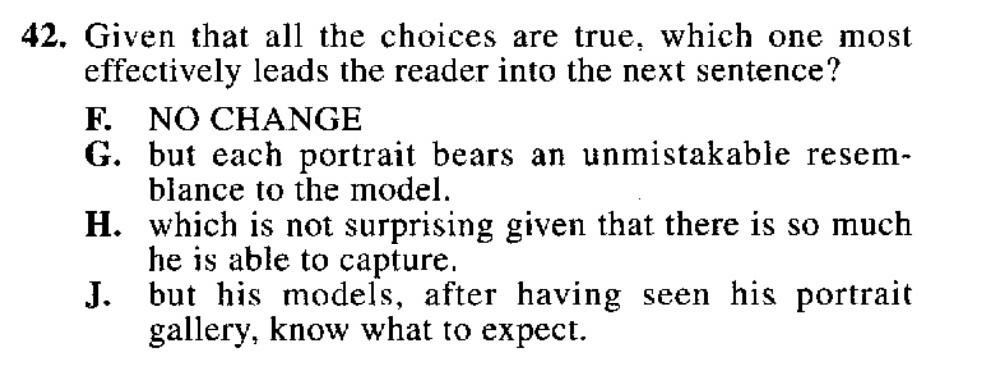 42. Given that all the choices are true, which one most
effectively leads the reader into the next sentence?
F. NO CHANGE
G. but each portrait bears an unmistakable resem-
blance to the model.
H. which is not surprising given that there is so much
he is able to capture.
J. but his models, after having seen his portrait
gallery, know what to expect.